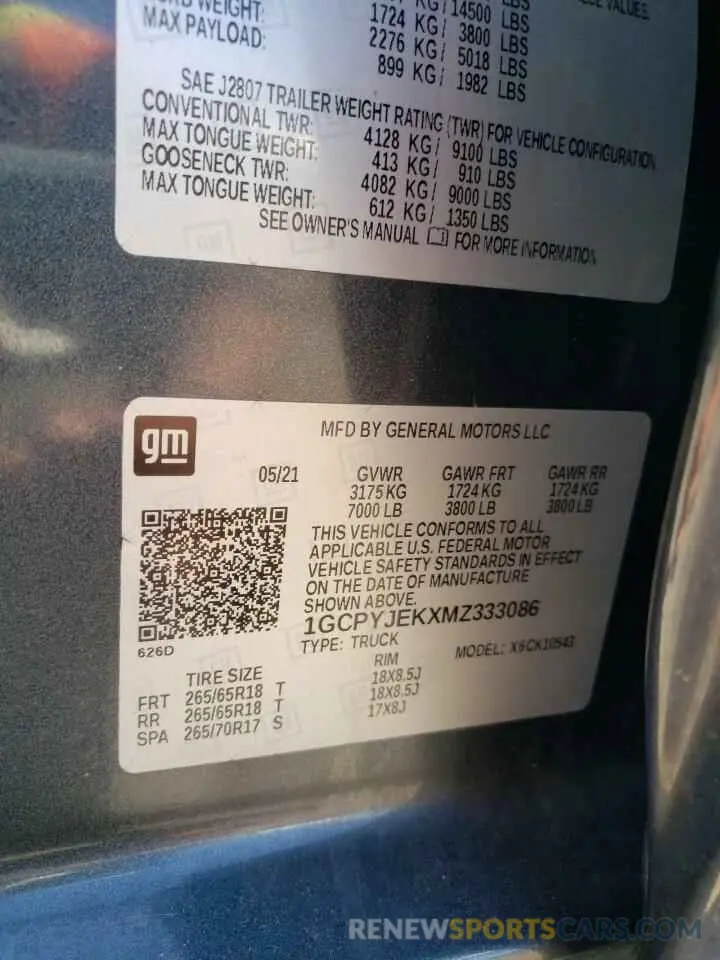 KG/ 14500 LBS
VALUES.
WEIGHT: 1724 KG/ 3800 LBS
MAX PAYLOAD: 2276 KG/ 5018 LBS
899 KG/ 1982 LBS
SAE J2807 TRAILER WEIGHT RATING (TWR) FOR VEHICLE CONFIGURATION
CONVENTIONAL TWR: 4128 KG/ 9100 LBS
MAX TONGUE WEIGHT: 413 KG/ 910 LBS
GOOSENECK TWR: 4082 KG/ 9000 LBS
MAX TONGUE WEIGHT: 612 KG/ 1350 LBS
SEE OWNER'S MANUAL FOR MORE INFORMATION
gm
MFD BY GENERAL MOTORS LLC
05/21 GVWR GAWR FRT GAWR RR
3175 KG 1724 KG 1724 KG
7000 LB 3800 LB 3800 LB
THIS VEHICLE CONFORMS TO ALL
APPLICABLE U.S. FEDERAL MOTOR
VEHICLE SAFETY STANDARDS IN EFFECT
ON THE DATE OF MANUFACTURE
SHOWN ABOVE.
1GCPYJEKXMZ333086
626D
TYPE: TRUCK MODEL: X6CK10543
TIRE SIZE RIM
FRT 265/65R18 T 18X8.5J
RR 265/65R18 T 18X8.5J
SPA 265/70R17 S 17X8J
RENEWSPORTSCARS.COM